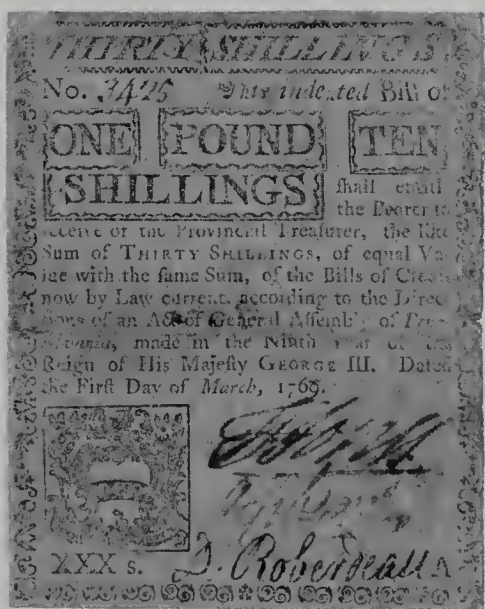 THIRTY SHILLINGS.
No. 3425 This indented Bill of
ONE POUND TEN
SHILLINGS ſhall entitle
the Bearer to
receive of the Provincial Treaſurer, the like
Sum of THIRTY SHILLINGS, of equal Va-
lue with the ſame Sum, of the Bills of Credit
now by Law current, according to the Direc-
tions of an Act of General Aſſembly of Penn-
ſylvania, made in the Ninth Year of the
Reign of His Majeſty GEORGE III. Dated
the Firſt Day of March, 1769.
XXX s. D. Roberdeau